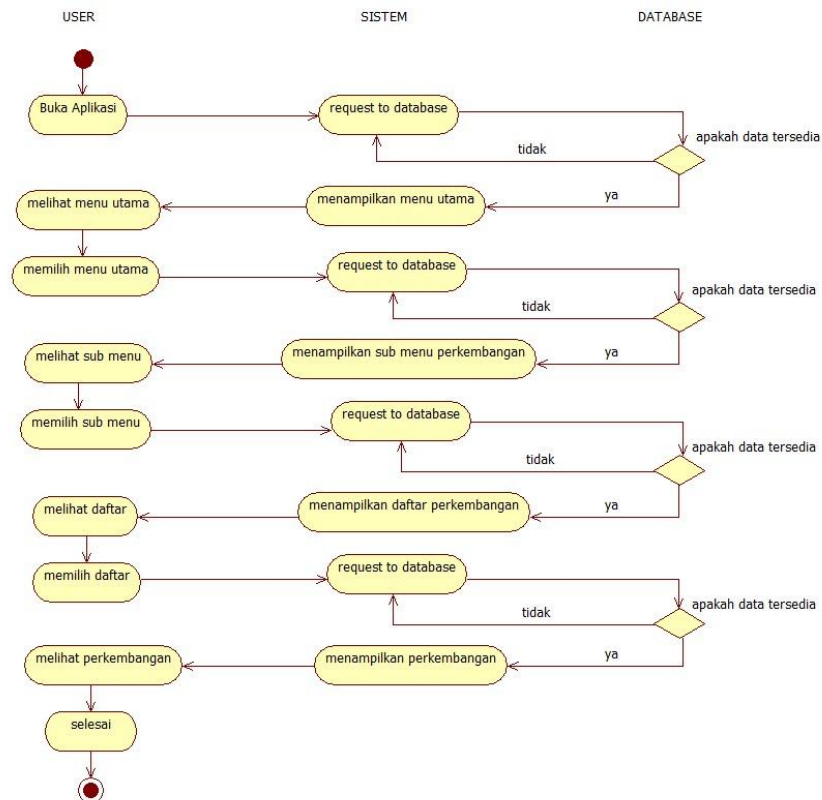 USER SISTEM DATABASE
Buka Aplikasi
request to database
apakah data tersedia
tidak
ya
menampilkan menu utama
melihat menu utama
memilih menu utama
request to database
apakah data tersedia
tidak
ya
menampilkan sub menu perkembangan
melihat sub menu
memilih sub menu
request to database
apakah data tersedia
tidak
ya
menampilkan daftar perkembangan
melihat daftar
memilih daftar
request to database
apakah data tersedia
tidak
ya
menampilkan perkembangan
melihat perkembangan
selesai